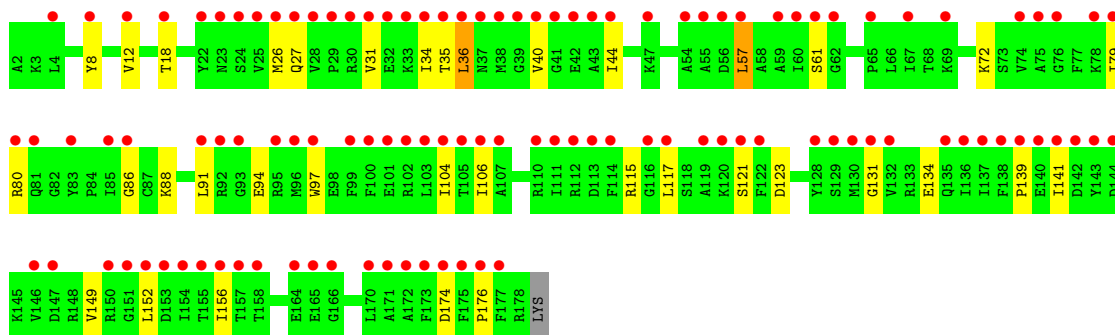 A2 K3 L4 Y8 V12 T18 Y22 N23 S24 V25 M26 Q27 V28 P29 R30 V31 E32 K33 I34 T35 L36 N37 M38 G39 V40 G41 E42 A43 I44 K47 A54 A55 D56 L57 A58 A59 I60 S61 G62 P65 L66 I67 T68 K69 K72 S73 V74 A75 G76 F77 K78 I79
R80 Q81 G82 Y83 P84 I85 G86 C87 K88 L91 R92 G93 E94 R95 M96 W97 E98 F99 F100 E101 R102 L103 I104 T105 I106 A107 R110 I111 R112 D113 F114 R115 G116 L117 S118 A119 K120 S121 F122 D123 Y128 S129 M130 G131 V132 R133 E134 Q135 I136 I137 F138 P139 E140 I141 D142 Y143 D144
K145 V146 D147 R148 V149 R150 G151 L152 D153 I154 T155 I156 T157 T158 E164 E165 G166 L170 A171 A172 F173 D174 F175 P176 F177 R178 LYS